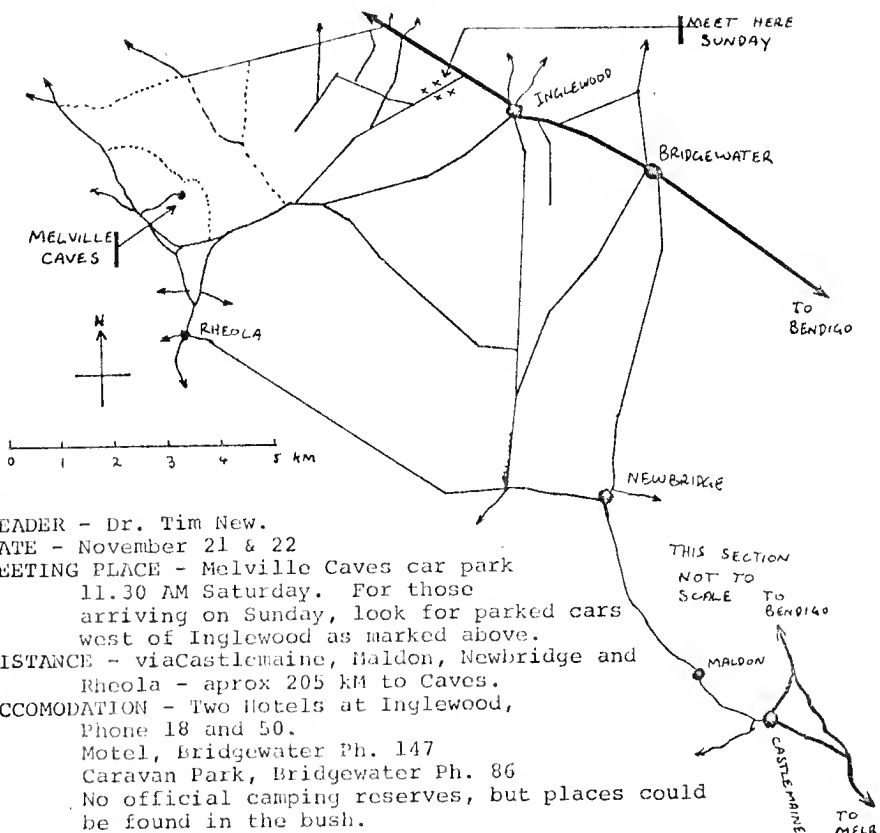 MEET HERE
SUNDAY
INGLEWOOD
BRIDGEWATER
MELVILLE
CAVES
TO
BENDIGO
RHEOLA
N
0 1 2 3 4 5 KM
NEWBRIDGE
THIS SECTION
NOT TO
SCALE
TO
BENDIGO
MALDON
CASTLEMAINE
TO
MELB
EADER - Dr. Tim New.
ATE - November 21 & 22
EETING PLACE - Melville Caves car park
11.30 AM Saturday. For those
arriving on Sunday, look for parked cars
west of Inglewood as marked above.
ISTANCE - viaCastlemaine, Maldon, Newbridge and
Rheola - aprox 205 kM to Caves.
CCOMODATION - Two Hotels at Inglewood,
Phone 18 and 50.
Motel, Bridgewater Ph. 147
Caravan Park, Bridgewater Ph. 86
No official camping reserves, but places could
be found in the bush.